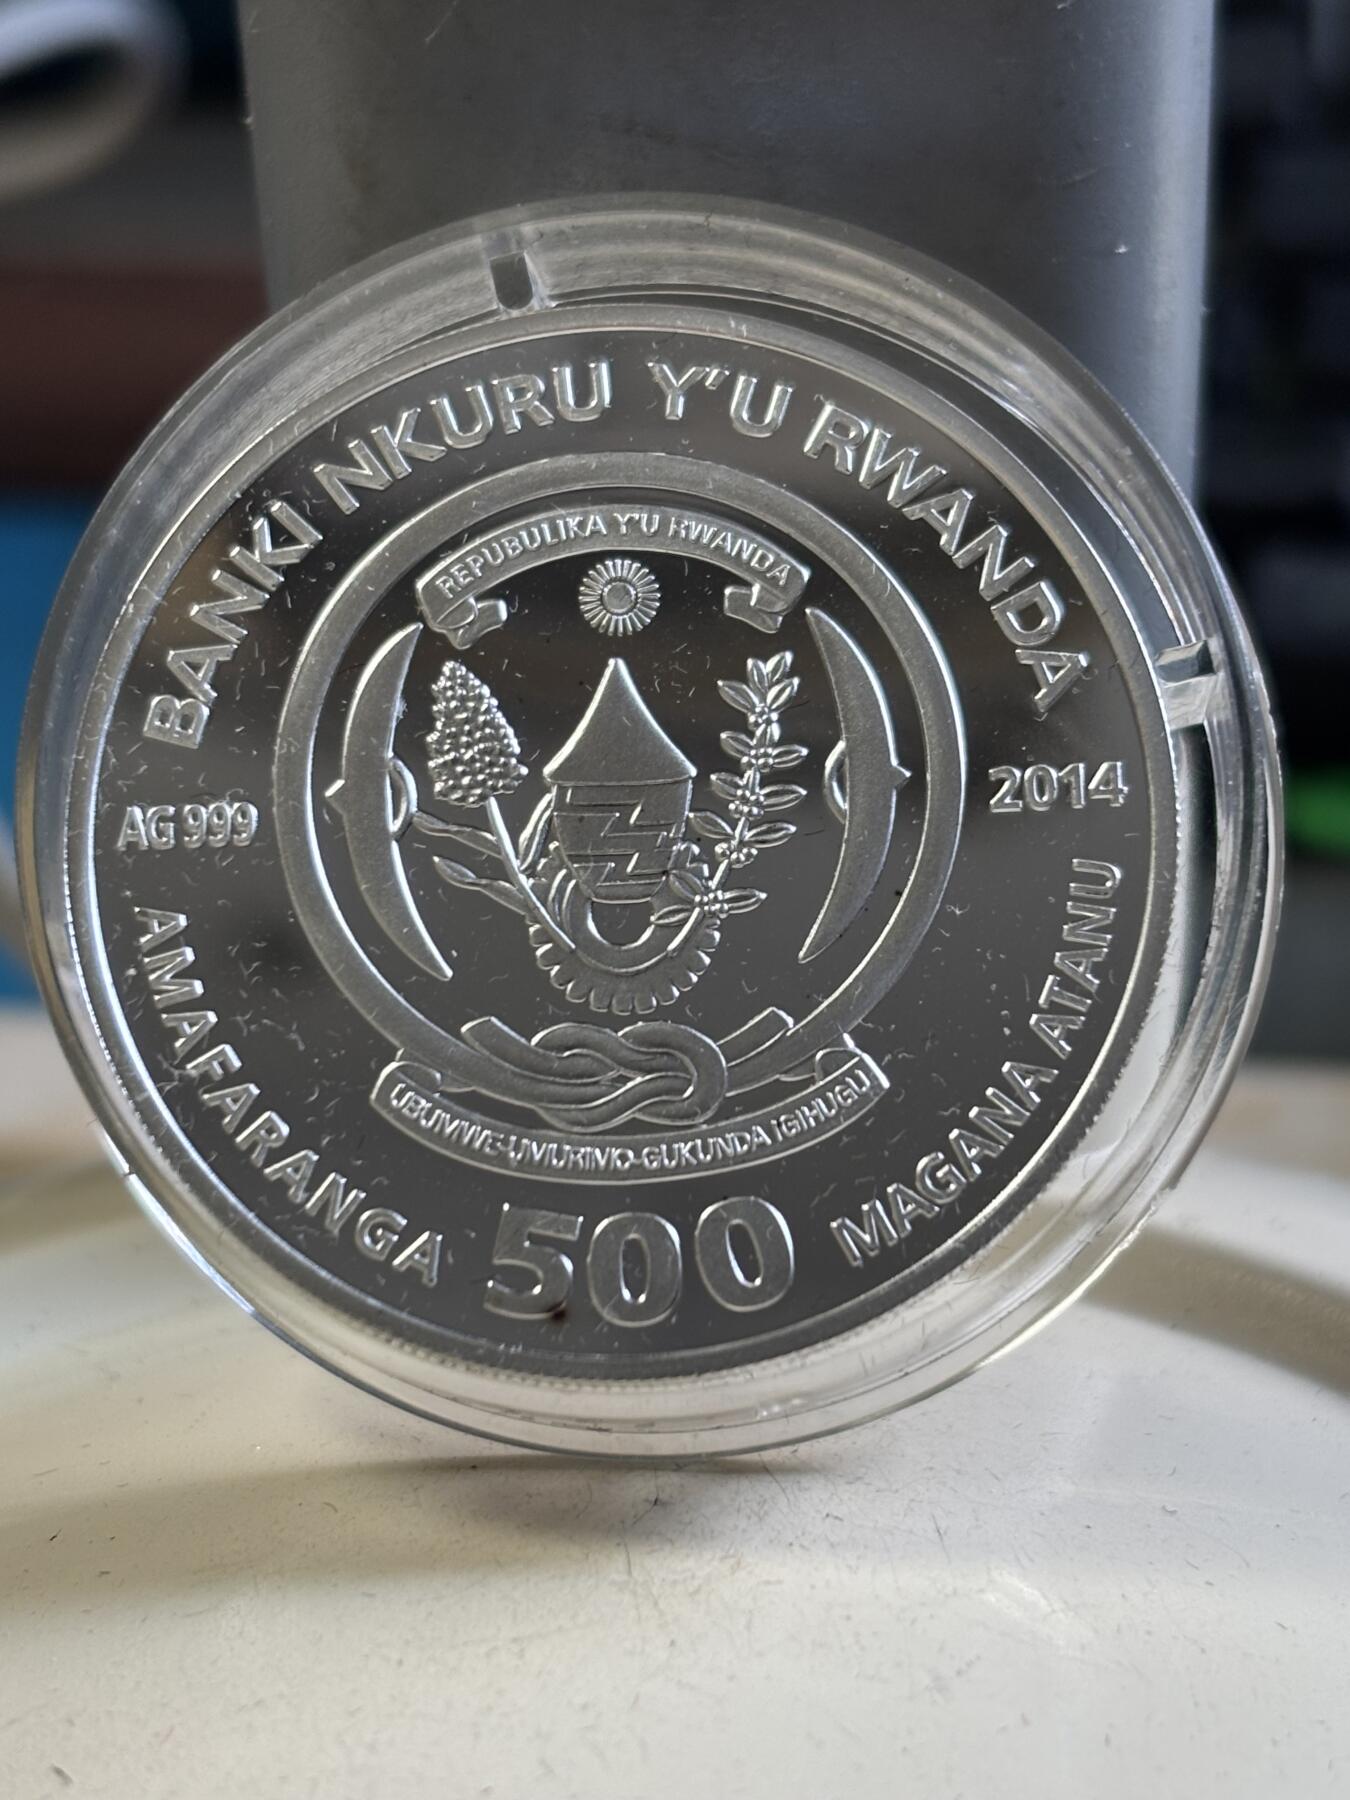 BANKI NKURU Y'U RWANDA
REPUBULIKA Y'U RWANDA
AG 999
2014
UBUMWE-UMURIMO-GUKUNDA IGIHUGU
AMAFARANGA
500
MAGANA ATANU